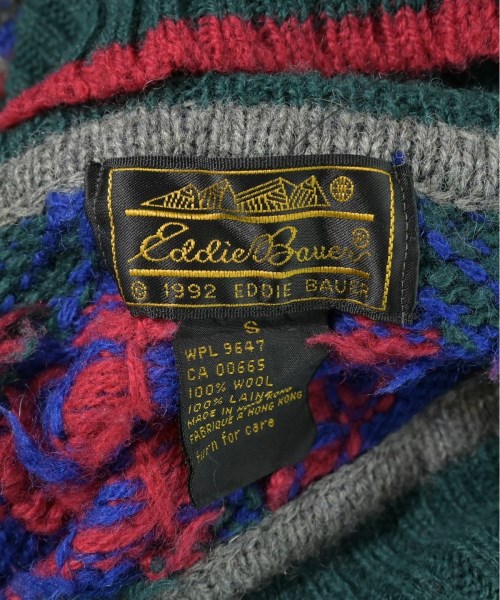 Eddie Bauer®
© 1992 EDDIE BAUER
S
WPL 9647
CA 00665
100% WOOL
100% LAINE
MADE IN HONG KONG
FABRIQUE A HONG KONG
turn for care